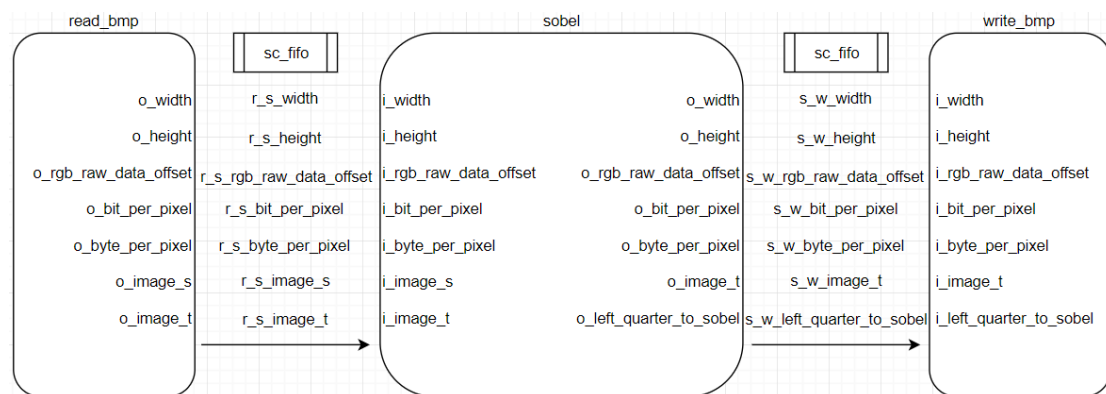 read_bmp sobel write_bmp
sc_fifo sc_fifo
o_width r_s_width i_width o_width s_w_width i_width
o_height r_s_height i_height o_height s_w_height i_height
o_rgb_raw_data_offset r_s_rgb_raw_data_offset i_rgb_raw_data_offset o_rgb_raw_data_offset s_w_rgb_raw_data_offset i_rgb_raw_data_offset
o_bit_per_pixel r_s_bit_per_pixel i_bit_per_pixel o_bit_per_pixel s_w_bit_per_pixel i_bit_per_pixel
o_byte_per_pixel r_s_byte_per_pixel i_byte_per_pixel o_byte_per_pixel s_w_byte_per_pixel i_byte_per_pixel
o_image_s r_s_image_s i_image_s o_image_t s_w_image_t i_image_t
o_image_t r_s_image_t i_image_t o_left_quarter_to_sobel s_w_left_quarter_to_sobel i_left_quarter_to_sobel